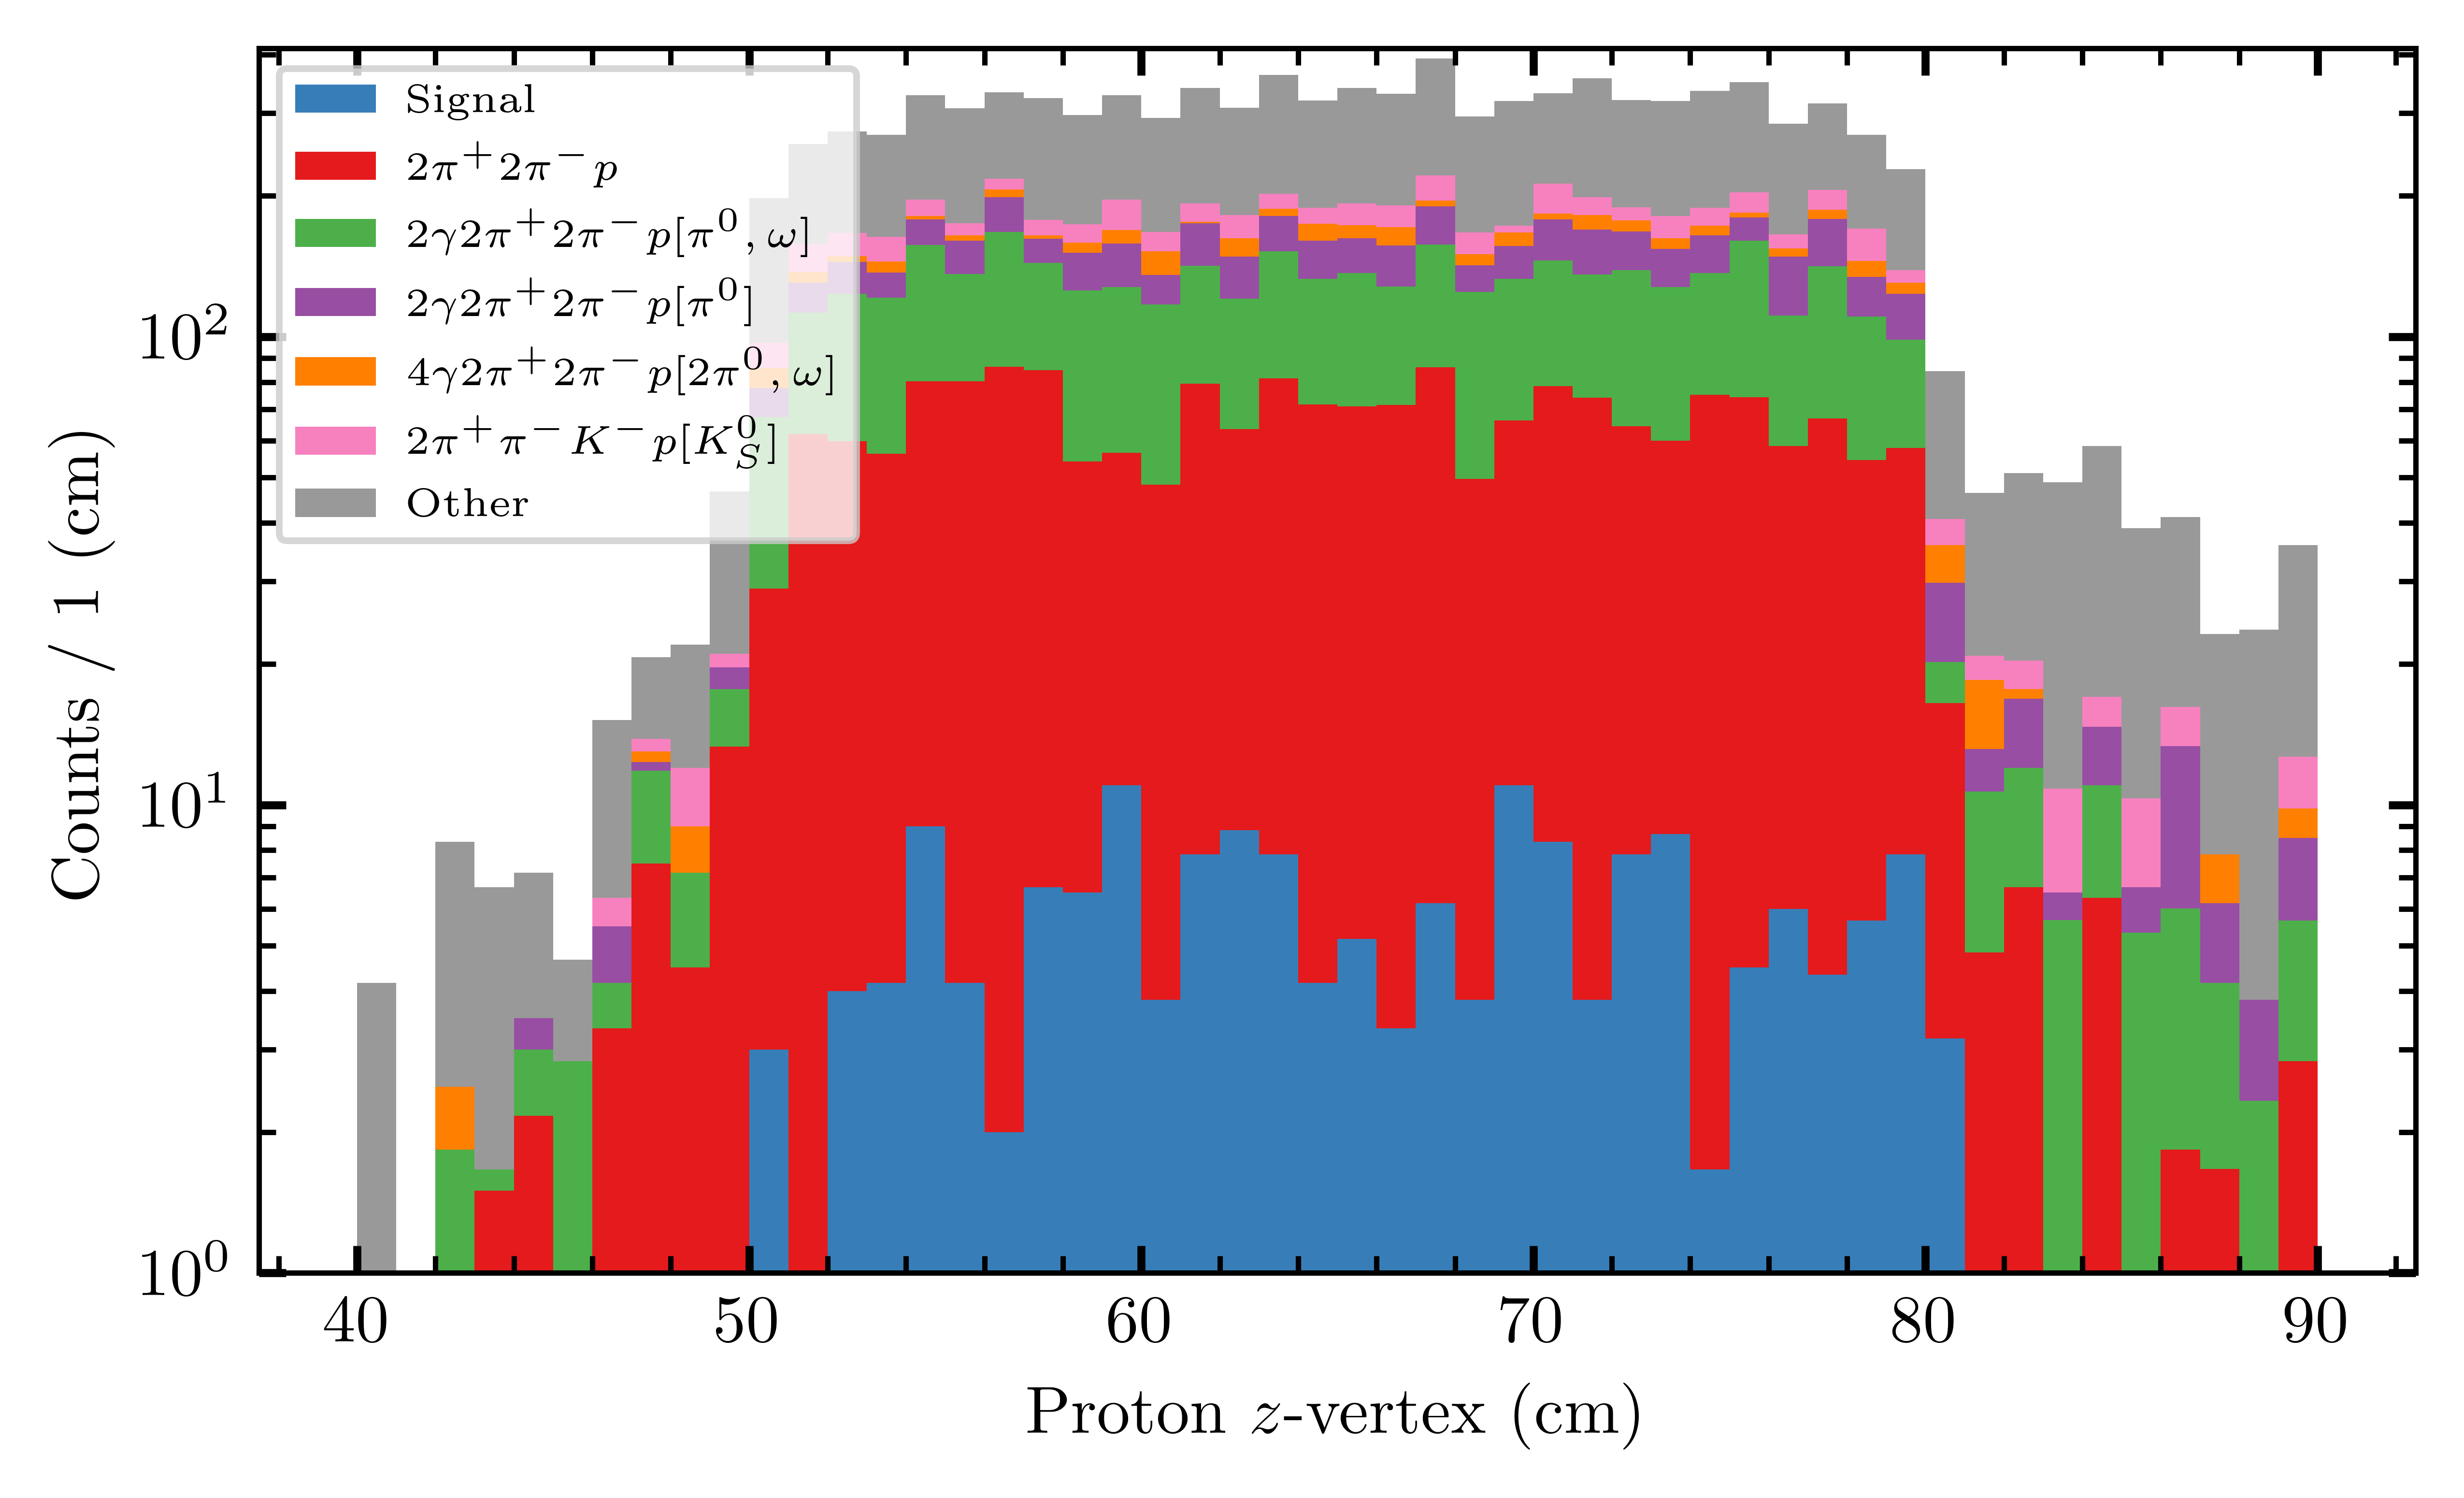 Signal
2π⁺2π⁻p
2γ2π⁺2π⁻p[π⁰, ω]
2γ2π⁺2π⁻p[π⁰]
4γ2π⁺2π⁻p[2π⁰, ω]
2π⁺π⁻K⁻p[K_S⁰]
Other
10²
10¹
10⁰
Counts / 1 (cm)
40 50 60 70 80 90
Proton z-vertex (cm)